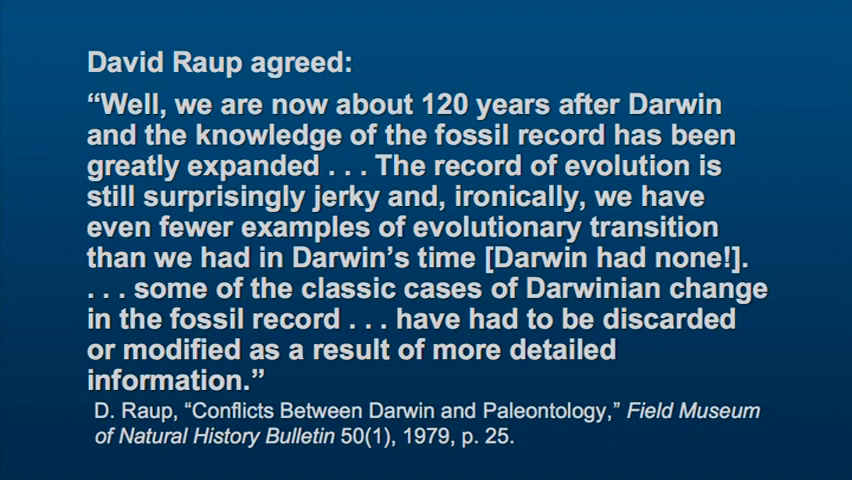 David Raup agreed:
“Well, we are now about 120 years after Darwin
and the knowledge of the fossil record has been
greatly expanded . . . The record of evolution is
still surprisingly jerky and, ironically, we have
even fewer examples of evolutionary transition
than we had in Darwin’s time [Darwin had none!].
. . . some of the classic cases of Darwinian change
in the fossil record . . . have had to be discarded
or modified as a result of more detailed
information.”
D. Raup, “Conflicts Between Darwin and Paleontology,” Field Museum
of Natural History Bulletin 50(1), 1979, p. 25.